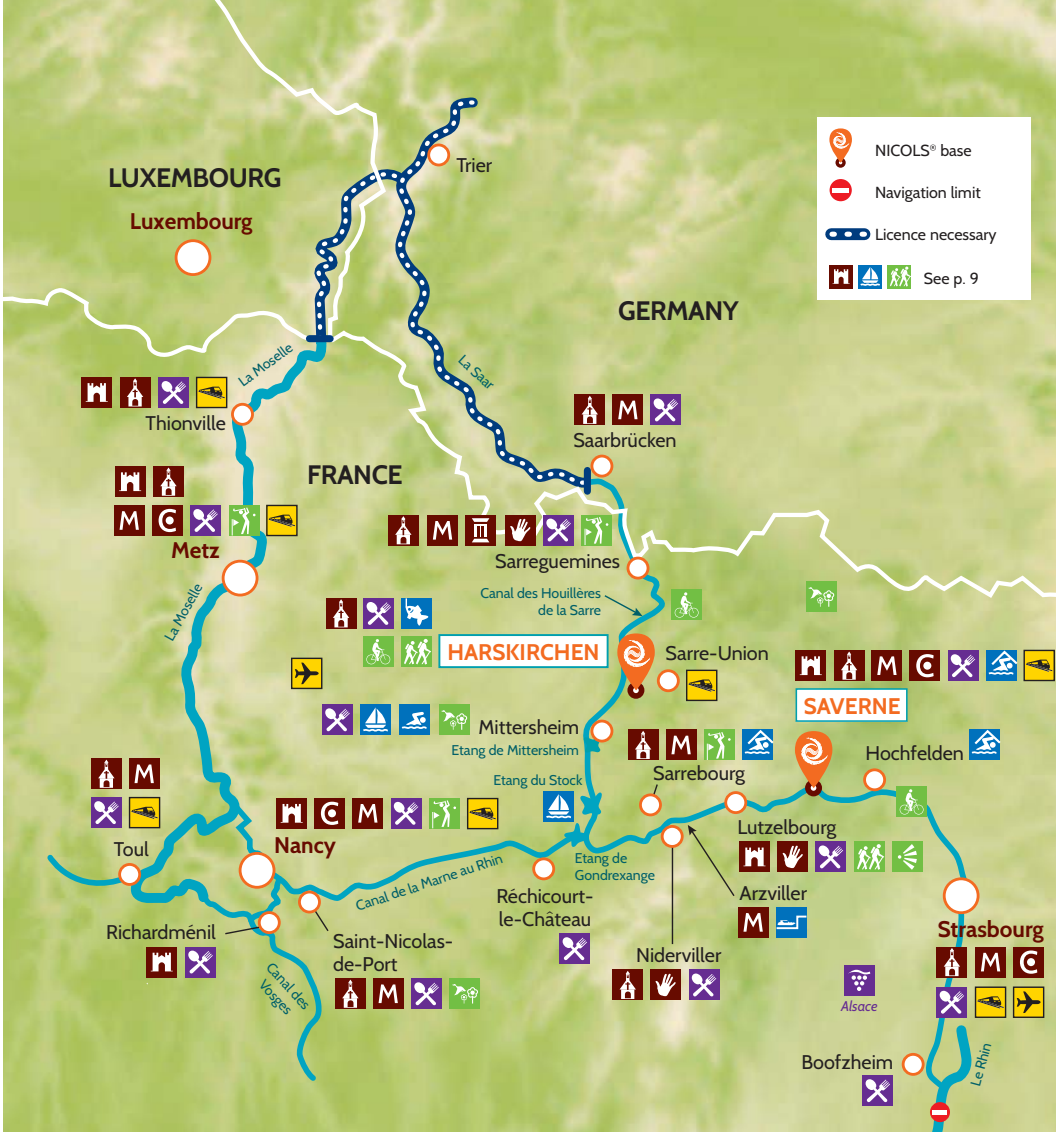 NICOLS® base
Navigation limit
Licence necessary
See p. 9
Trier
LUXEMBOURG
Luxembourg
GERMANY
La Moselle
La Saar
Thionville
Saarbrücken
M
FRANCE
M
Metz
M
Sarreguemines
La Moselle
Canal des Houillères
de la Sarre
HARSKIRCHEN
Sarre-Union
M
SAVERNE
Mittersheim
Etang de Mittersheim
M
Hochfelden
Sarrebourg
Etang du Stock
M
M
Nancy
Lutzelbourg
Toul
Canal de la Marne au Rhin
Etang de
Gondrexange
Réchicourt-
le-Château
Arzviller
M
Richardménil
Saint-Nicolas-
de-Port
M
Canal des
Vosges
Niderviller
Strasbourg
M
Alsace
Boofzheim
Le Rhin